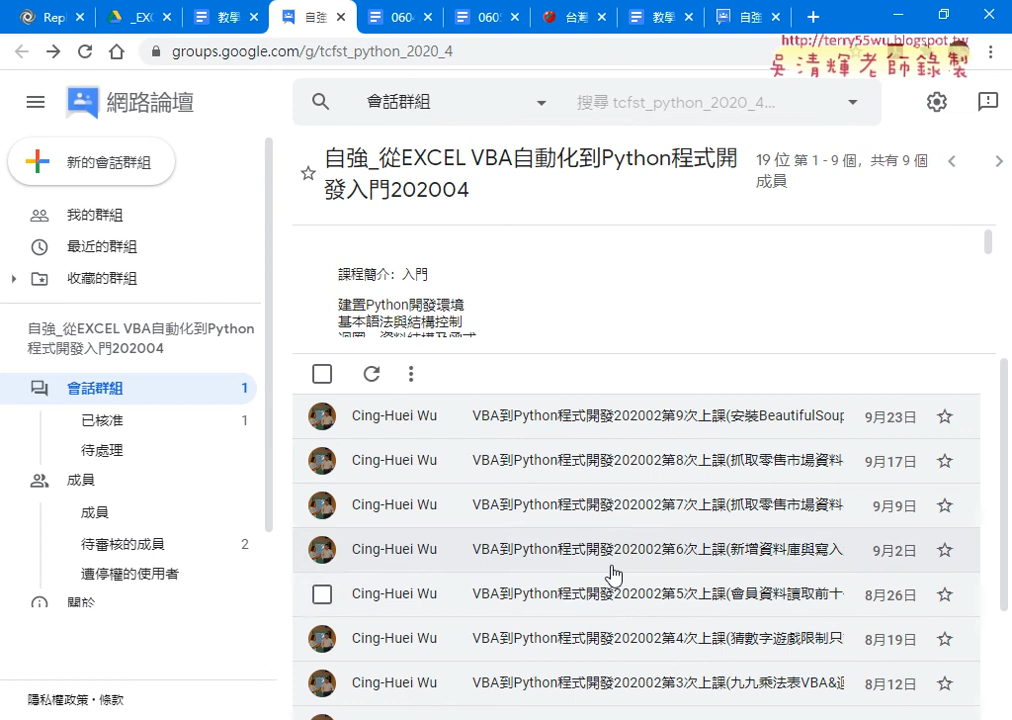 Repl
_EXC
教學
自強
0604
0605
台灣
教學
自強
groups.google.com/g/tcfst_python_2020_4
http://terry55wu.blogspot.tw
吳清輝老師錄製
網路論壇
會話群組
搜尋 tcfst_python_2020_4...
新的會話群組
我的群組
最近的群組
收藏的群組
自強_從EXCEL VBA自動化到Python
程式開發入門202004
會話群組 1
已核准 1
待處理
成員
成員
待審核的成員 2
遭停權的使用者
關於
隱私權政策・條款
自強_從EXCEL VBA自動化到Python程式開
發入門202004
19 位 第 1 - 9 個，共有 9 個
成員
課程簡介：入門
建置Python開發環境
基本語法與結構控制
Cing-Huei Wu VBA到Python程式開發202002第9次上課(安裝BeautifulSoup 9月23日
Cing-Huei Wu VBA到Python程式開發202002第8次上課(抓取零售市場資料 9月17日
Cing-Huei Wu VBA到Python程式開發202002第7次上課(抓取零售市場資料 9月9日
Cing-Huei Wu VBA到Python程式開發202002第6次上課(新增資料庫與寫入 9月2日
Cing-Huei Wu VBA到Python程式開發202002第5次上課(會員資料讀取前十 8月26日
Cing-Huei Wu VBA到Python程式開發202002第4次上課(猜數字遊戲限制只 8月19日
Cing-Huei Wu VBA到Python程式開發202002第3次上課(九九乘法表VBA&迴 8月12日